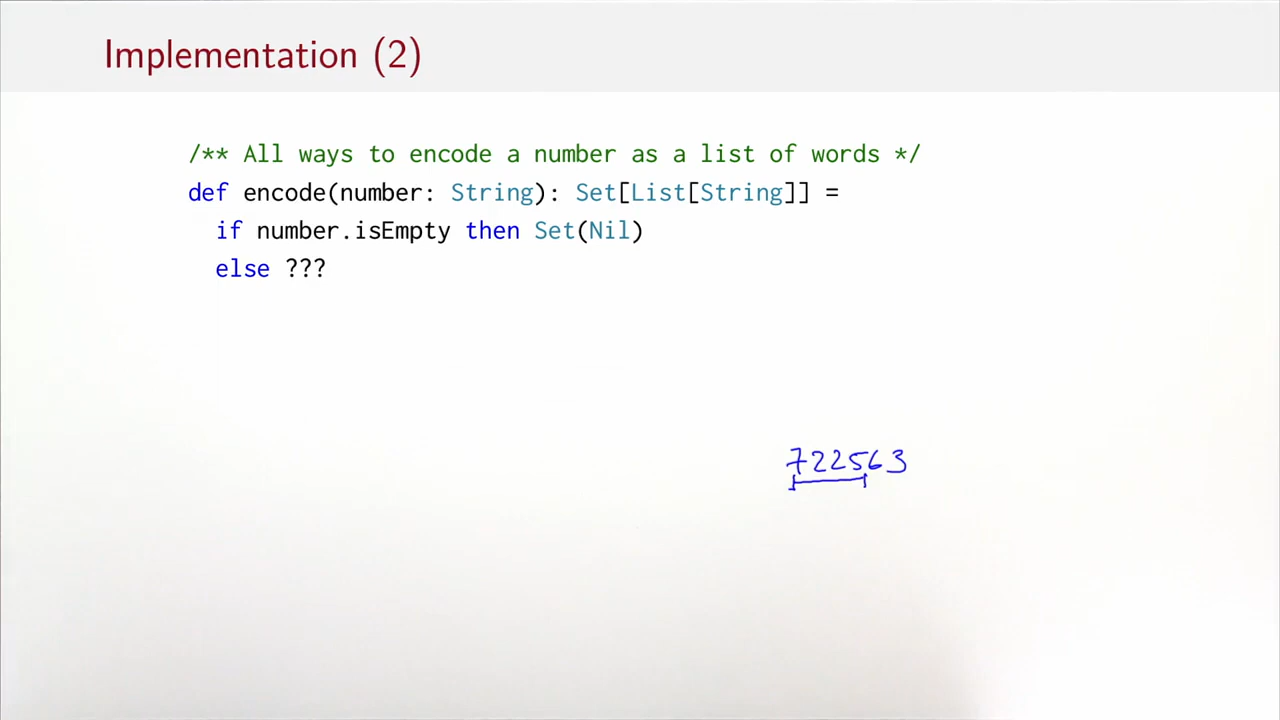 Implementation (2)
/** All ways to encode a number as a list of words */
def encode(number: String): Set[List[String]] =
if number.isEmpty then Set(Nil)
else ???
722563